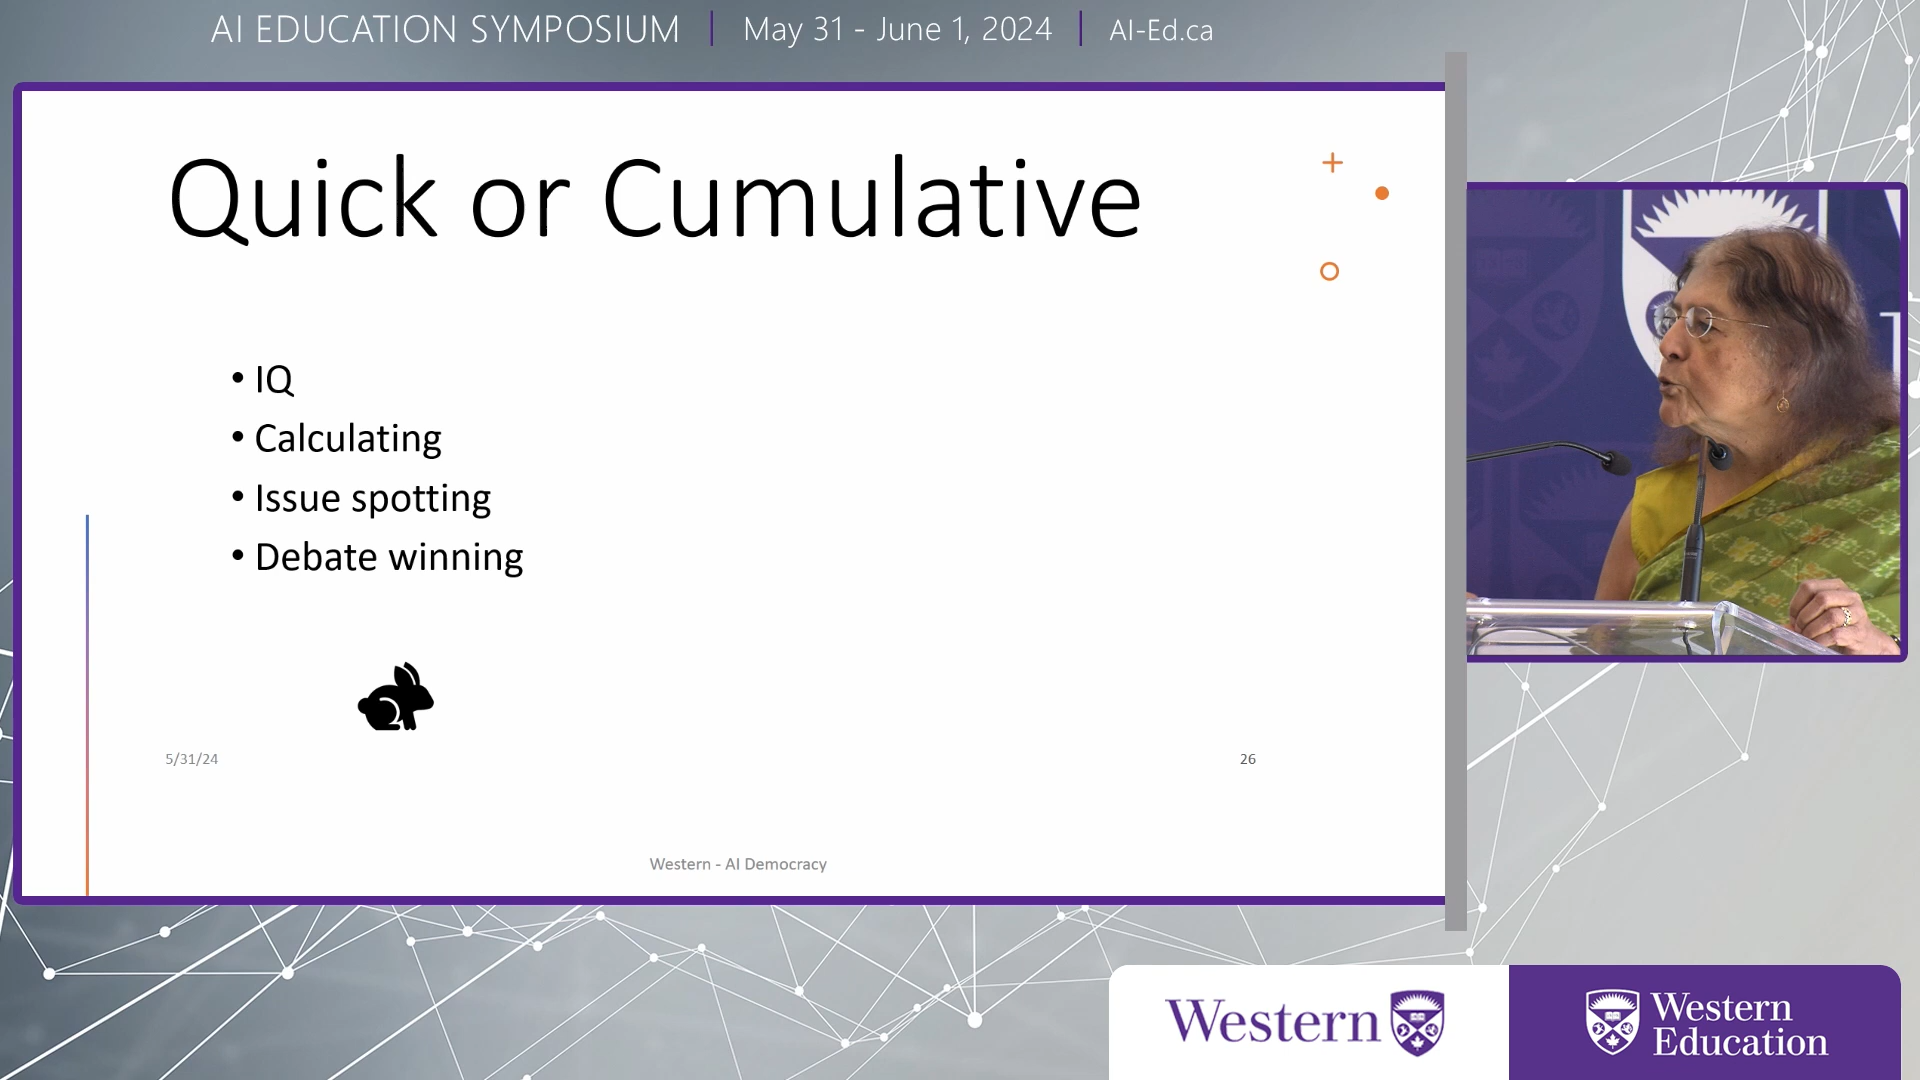 AI EDUCATION SYMPOSIUM | May 31 - June 1, 2024 | AI-Ed.ca
Quick or Cumulative
• IQ
• Calculating
• Issue spotting
• Debate winning
5/31/24
26
Western - AI Democracy
Western
Western
Education